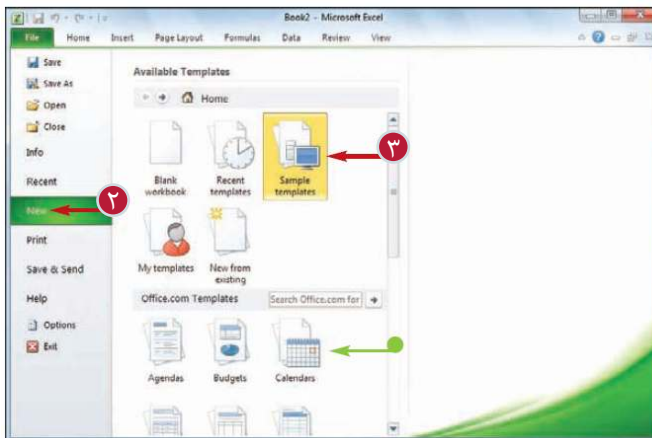 Book2 - Microsoft Excel
File Home Insert Page Layout Formulas Data Review View
Save
Save As
Open
Close
Info
Recent
New
Print
Save & Send
Help
Options
Exit
Available Templates
Home
Blank workbook
Recent templates
Sample templates
۳
۲
My templates
New from existing
Office.com Templates
Search Office.com for
Agendas
Budgets
Calendars